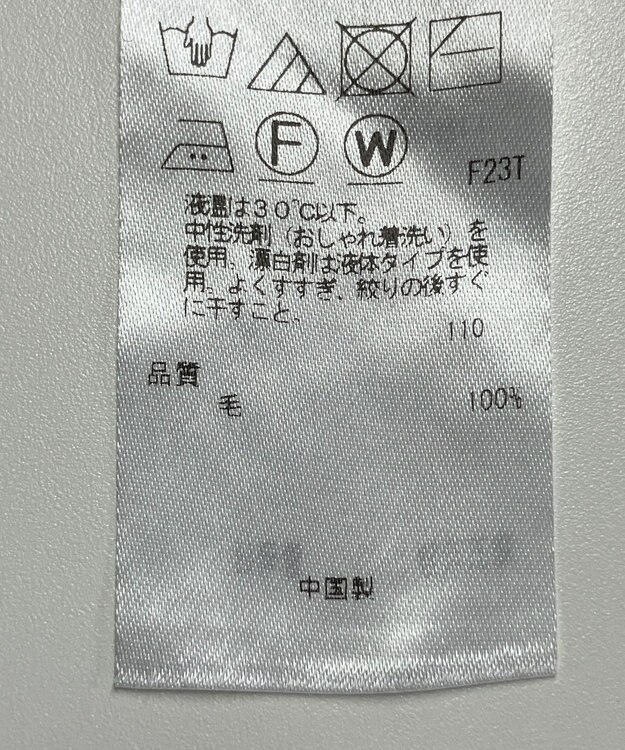 F
W
F23T
液温は30℃以下。
中性洗剤（おしゃれ着洗い）を
使用、漂白剤は液体タイプを使
用。よくすすぎ、絞りの後すぐ
に干すこと、
110
品質
毛 100%
中国製